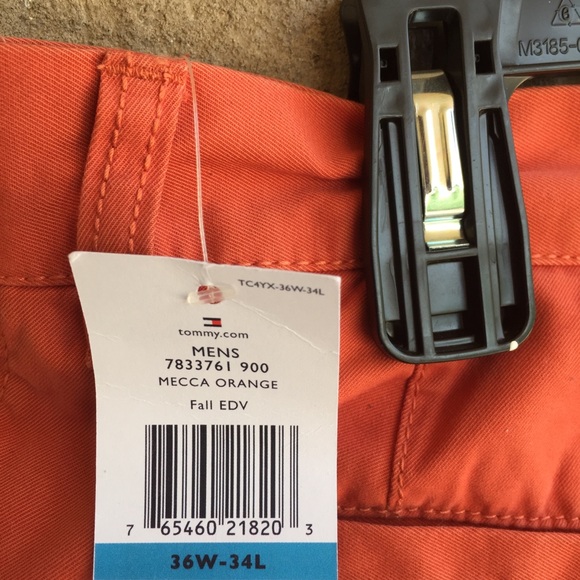 6
M3185-
TC4YX-36W-34L
tommy.com
MENS
7833761 900
MECCA ORANGE
Fall EDV
7 65460 21820 3
36W-34L